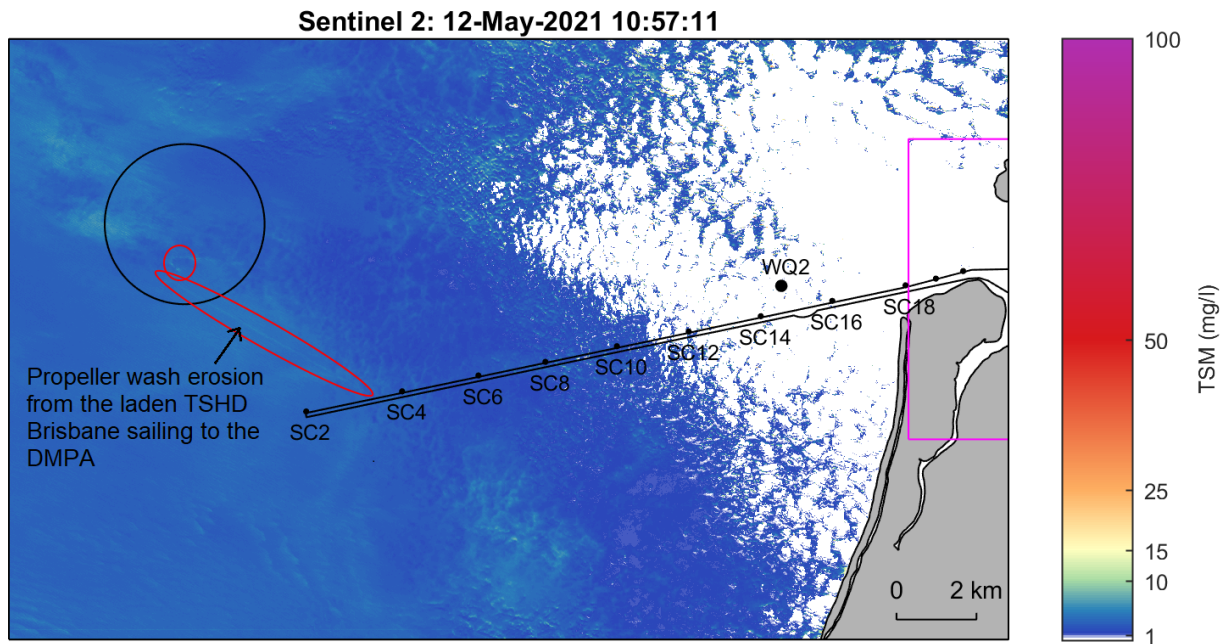 Sentinel 2: 12-May-2021 10:57:11
100
WQ2
SC18
SC16
SC14
SC12
SC10
SC8
SC6
SC4
SC2
Propeller wash erosion
from the laden TSHD
Brisbane sailing to the
DMPA
50
TSM (mg/l)
25
15
10
1
0 2 km